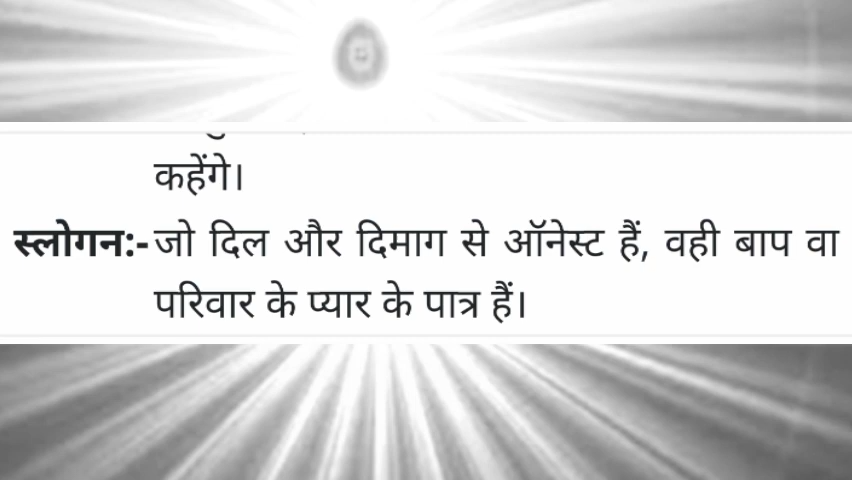 कहेंगे।
स्लोगन:- जो दिल और दिमाग से ऑनेस्ट हैं, वही बाप वा
परिवार के प्यार के पात्र हैं।